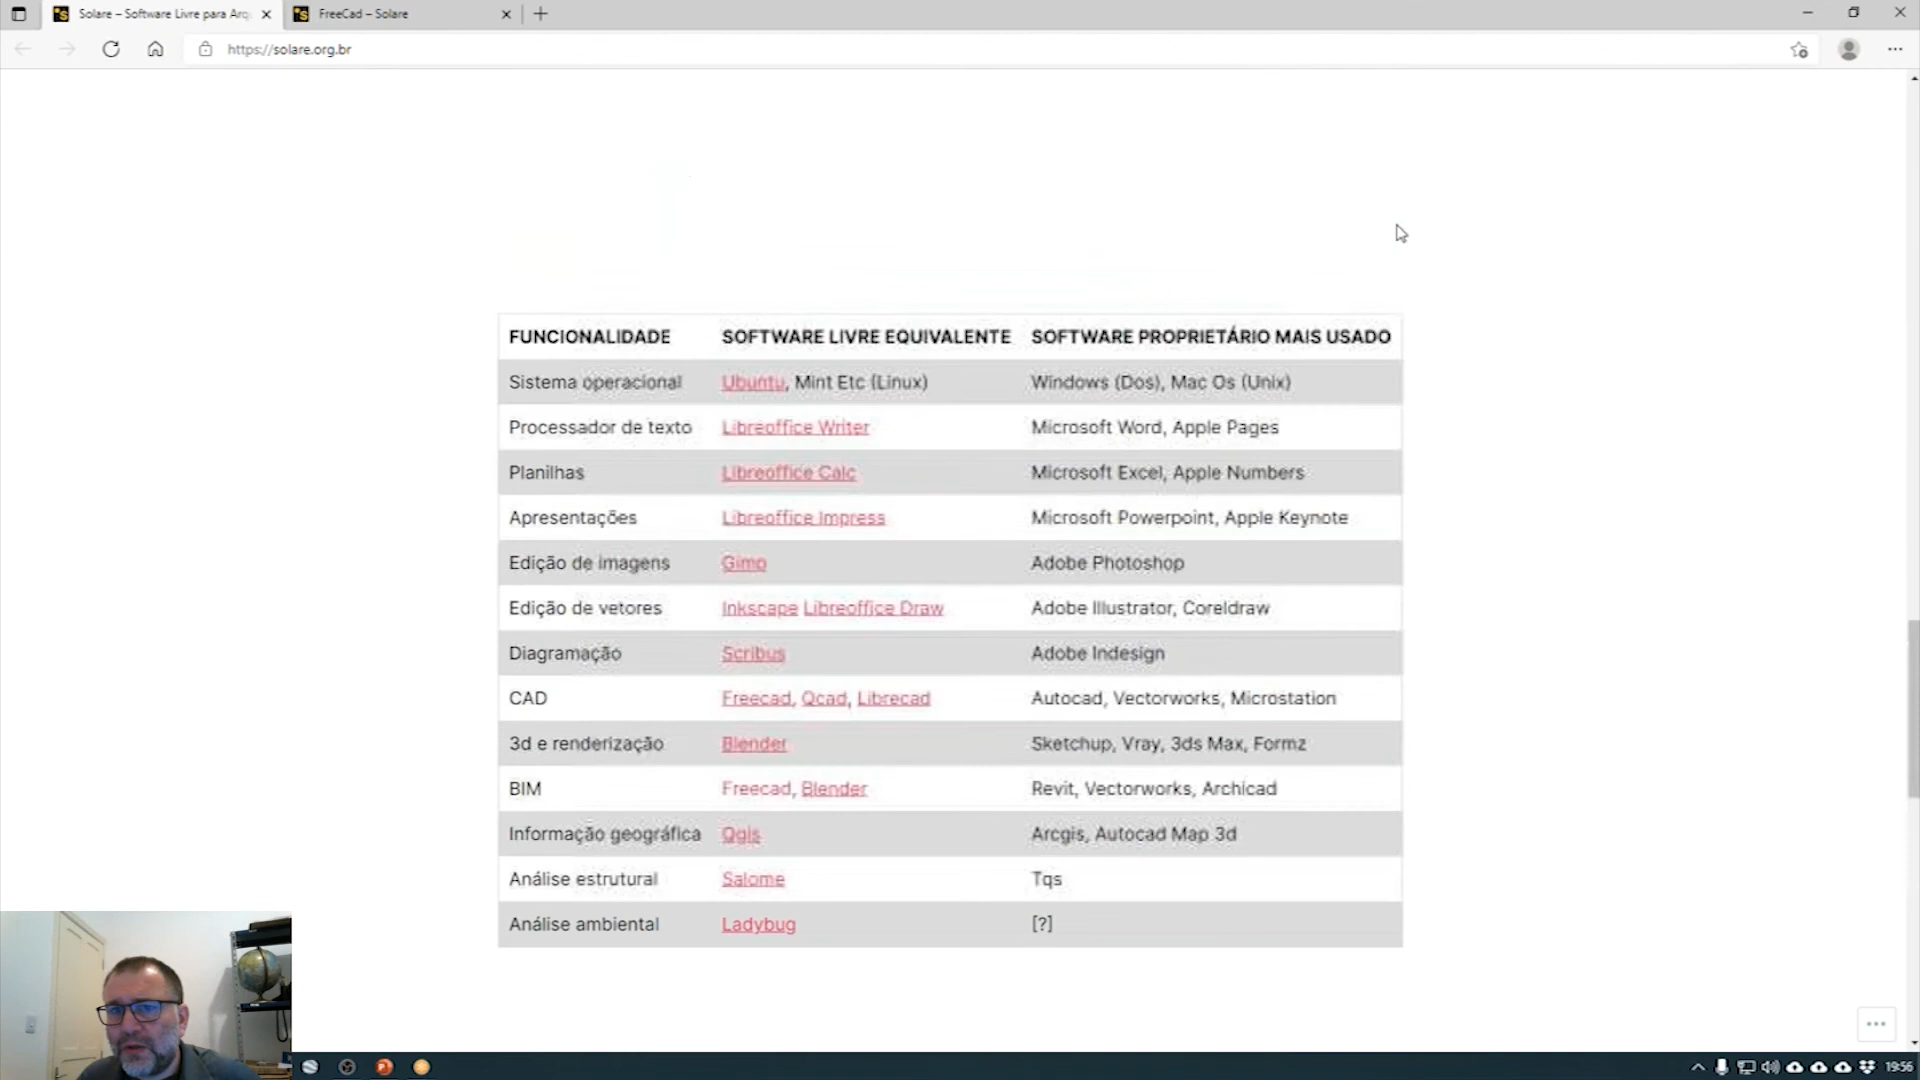 Solare – Software Livre para Arq
FreeCad – Solare
https://solare.org.br
FUNCIONALIDADE SOFTWARE LIVRE EQUIVALENTE SOFTWARE PROPRIETÁRIO MAIS USADO
Sistema operacional Ubuntu, Mint Etc (Linux) Windows (Dos), Mac Os (Unix)
Processador de texto Libreoffice Writer Microsoft Word, Apple Pages
Planilhas Libreoffice Calc Microsoft Excel, Apple Numbers
Apresentações Libreoffice Impress Microsoft Powerpoint, Apple Keynote
Edição de imagens Gimp Adobe Photoshop
Edição de vetores Inkscape Libreoffice Draw Adobe Illustrator, Coreldraw
Diagramação Scribus Adobe Indesign
CAD Freecad, Qcad, Librecad Autocad, Vectorworks, Microstation
3d e renderização Blender Sketchup, Vray, 3ds Max, Formz
BIM Freecad, Blender Revit, Vectorworks, Archicad
Informação geográfica Qgis Arcgis, Autocad Map 3d
Análise estrutural Salome Tqs
Análise ambiental Ladybug [?]
19:56